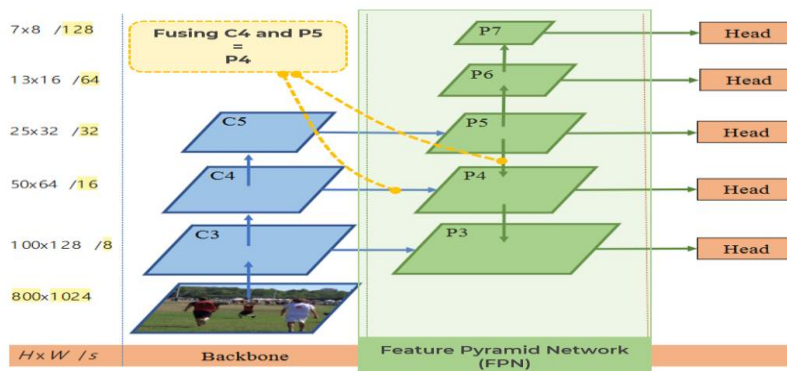 7x8 /128
Fusing C4 and P5
=
P4
P7
Head
13x16 /64
P6
Head
25x32 /32
C5
P5
Head
50x64 /16
C4
P4
Head
100x128 /8
C3
P3
Head
800x1024
HxW /s
Backbone
Feature Pyramid Network
(FPN)